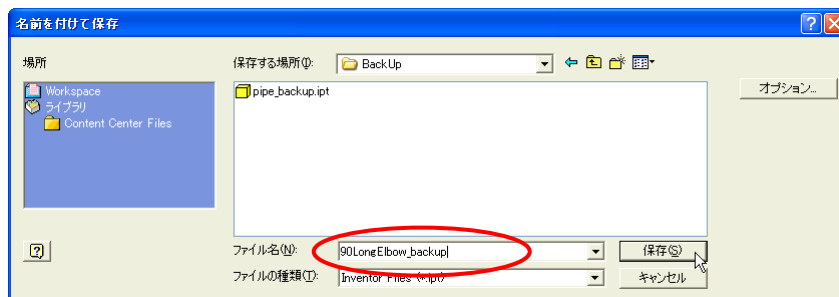 名前を付けて保存
場所
保存する場所(I):
BackUp
Workspace
ライブラリ
Content Center Files
pipe_backup.ipt
オプション...
ファイル名(N):
90LongElbow_backup
保存(S)
ファイルの種類(T):
Inventor Files (*.ipt)
キャンセル